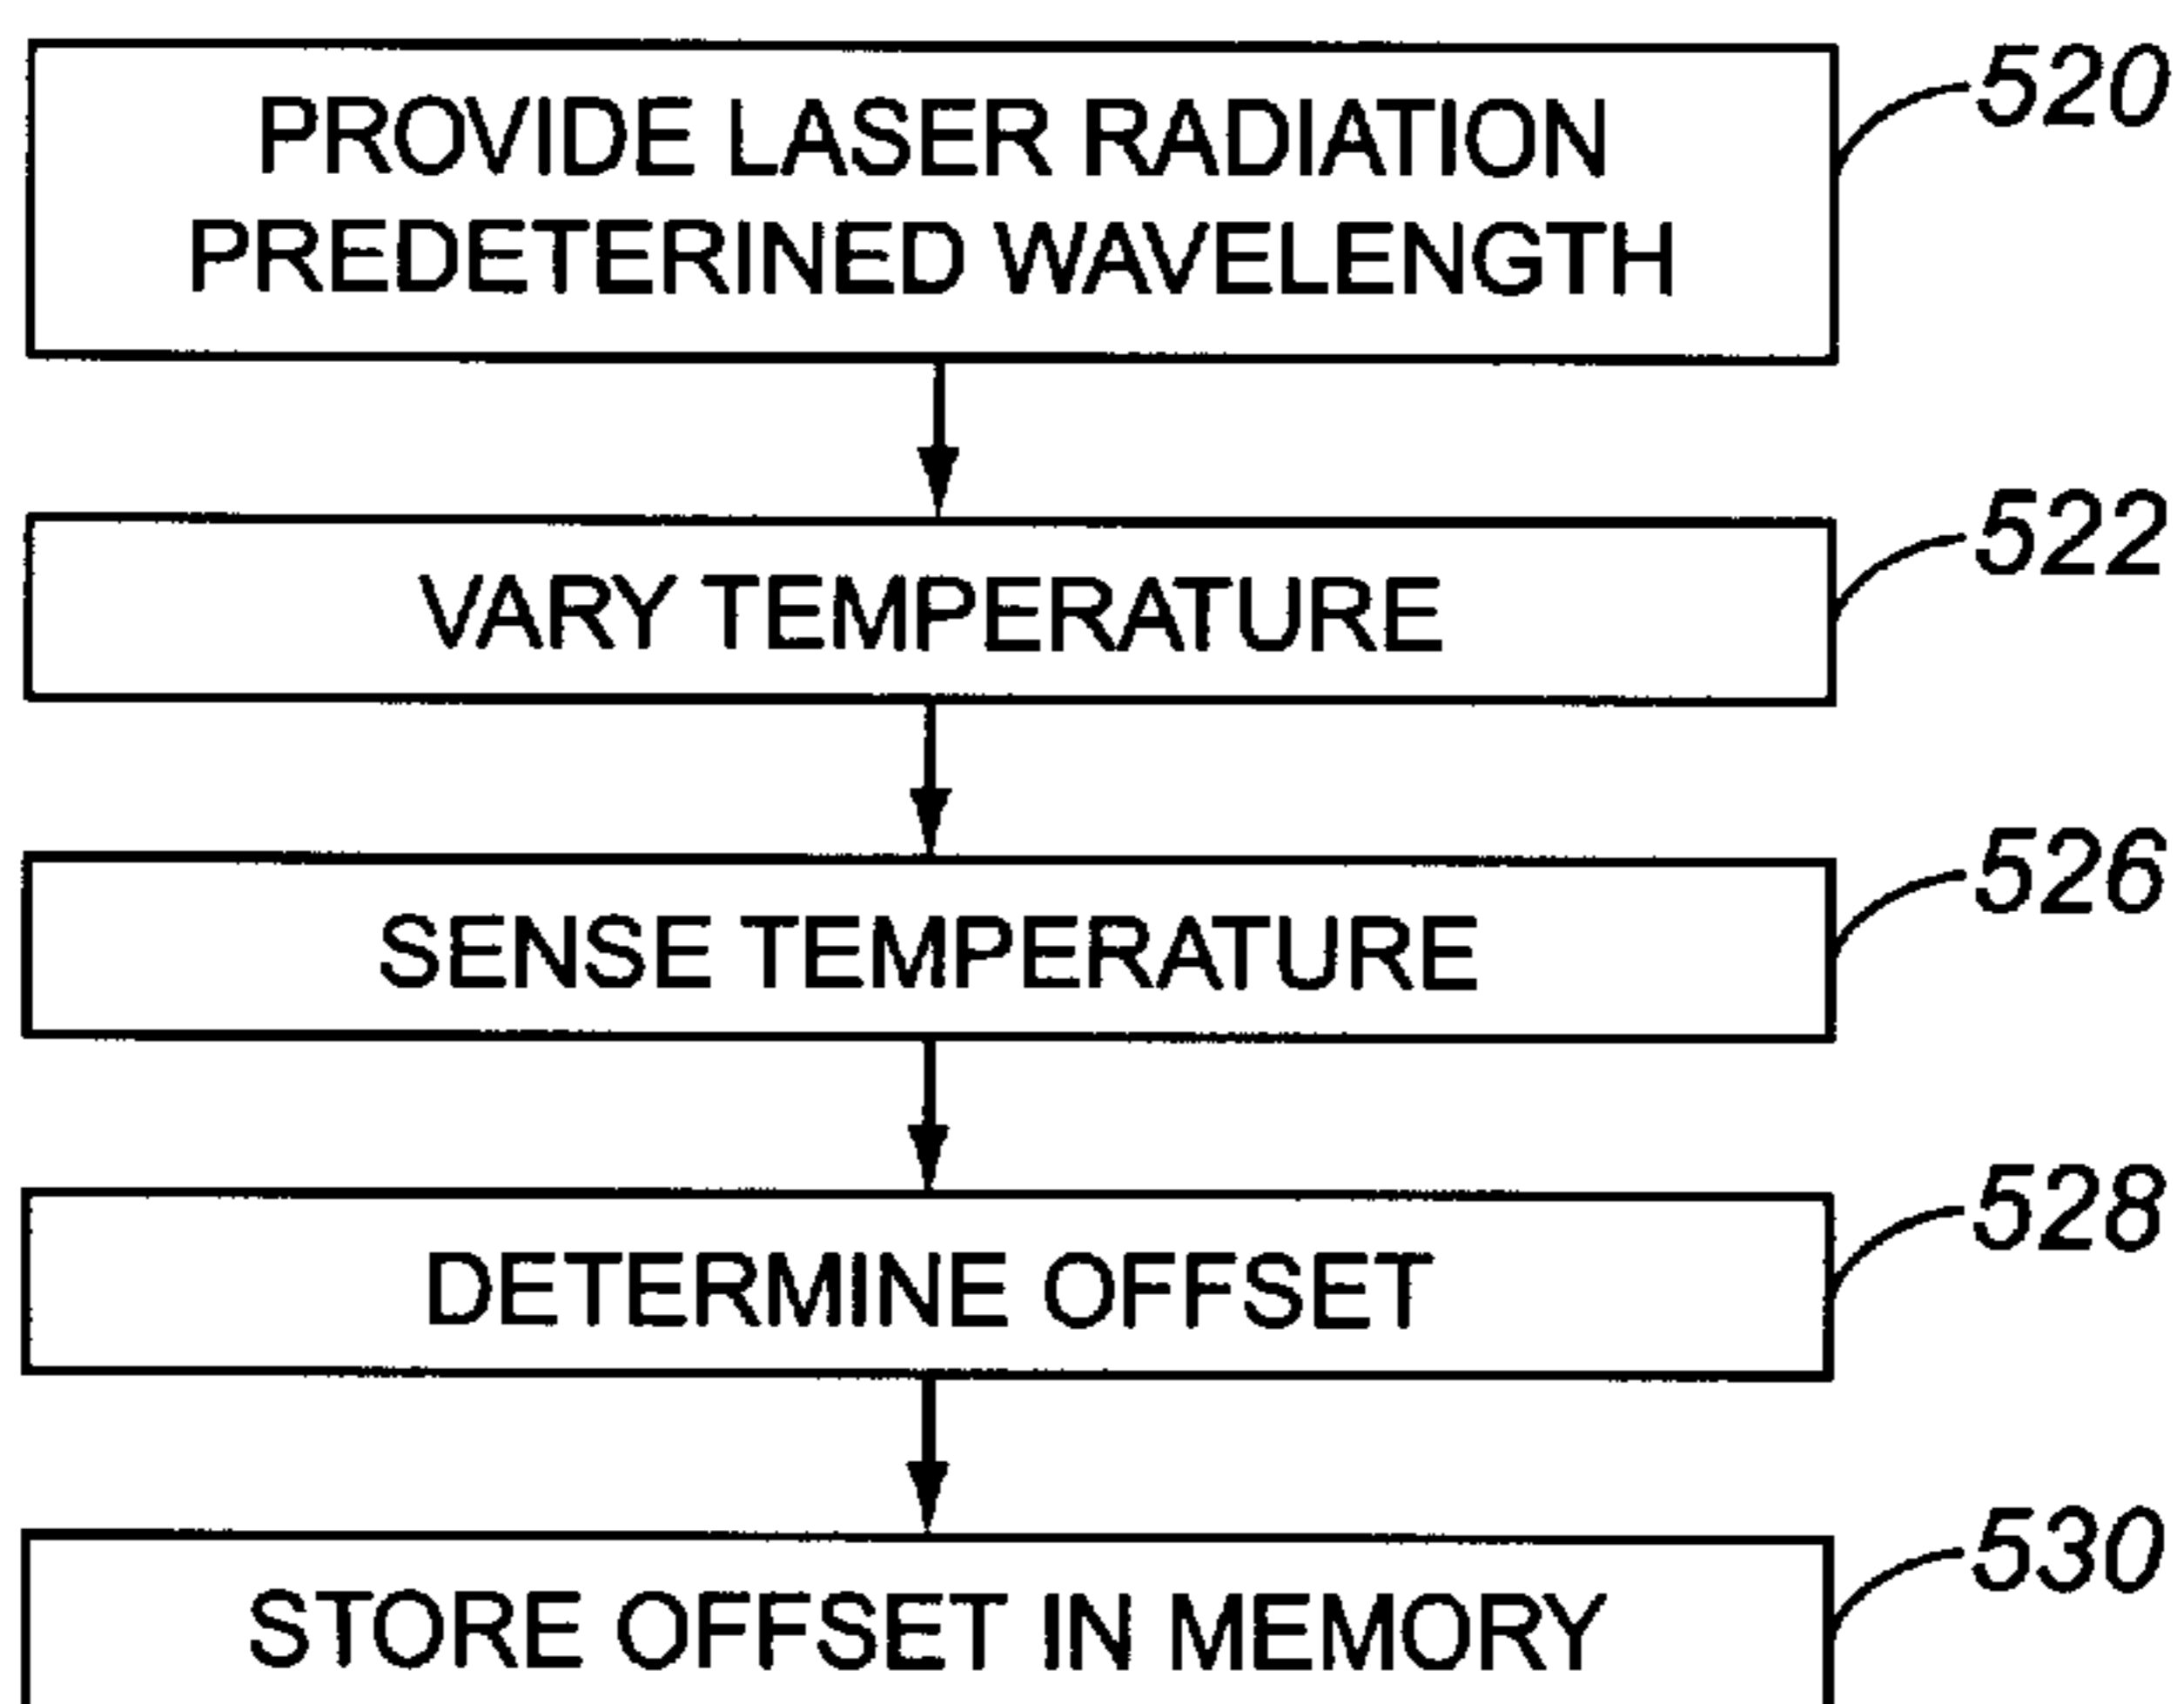 PROVIDE LASER RADIATION 520
PREDETERINED WAVELENGTH
VARY TEMPERATURE 522
SENSE TEMPERATURE 526
DETERMINE OFFSET 528
STORE OFFSET IN MEMORY 530